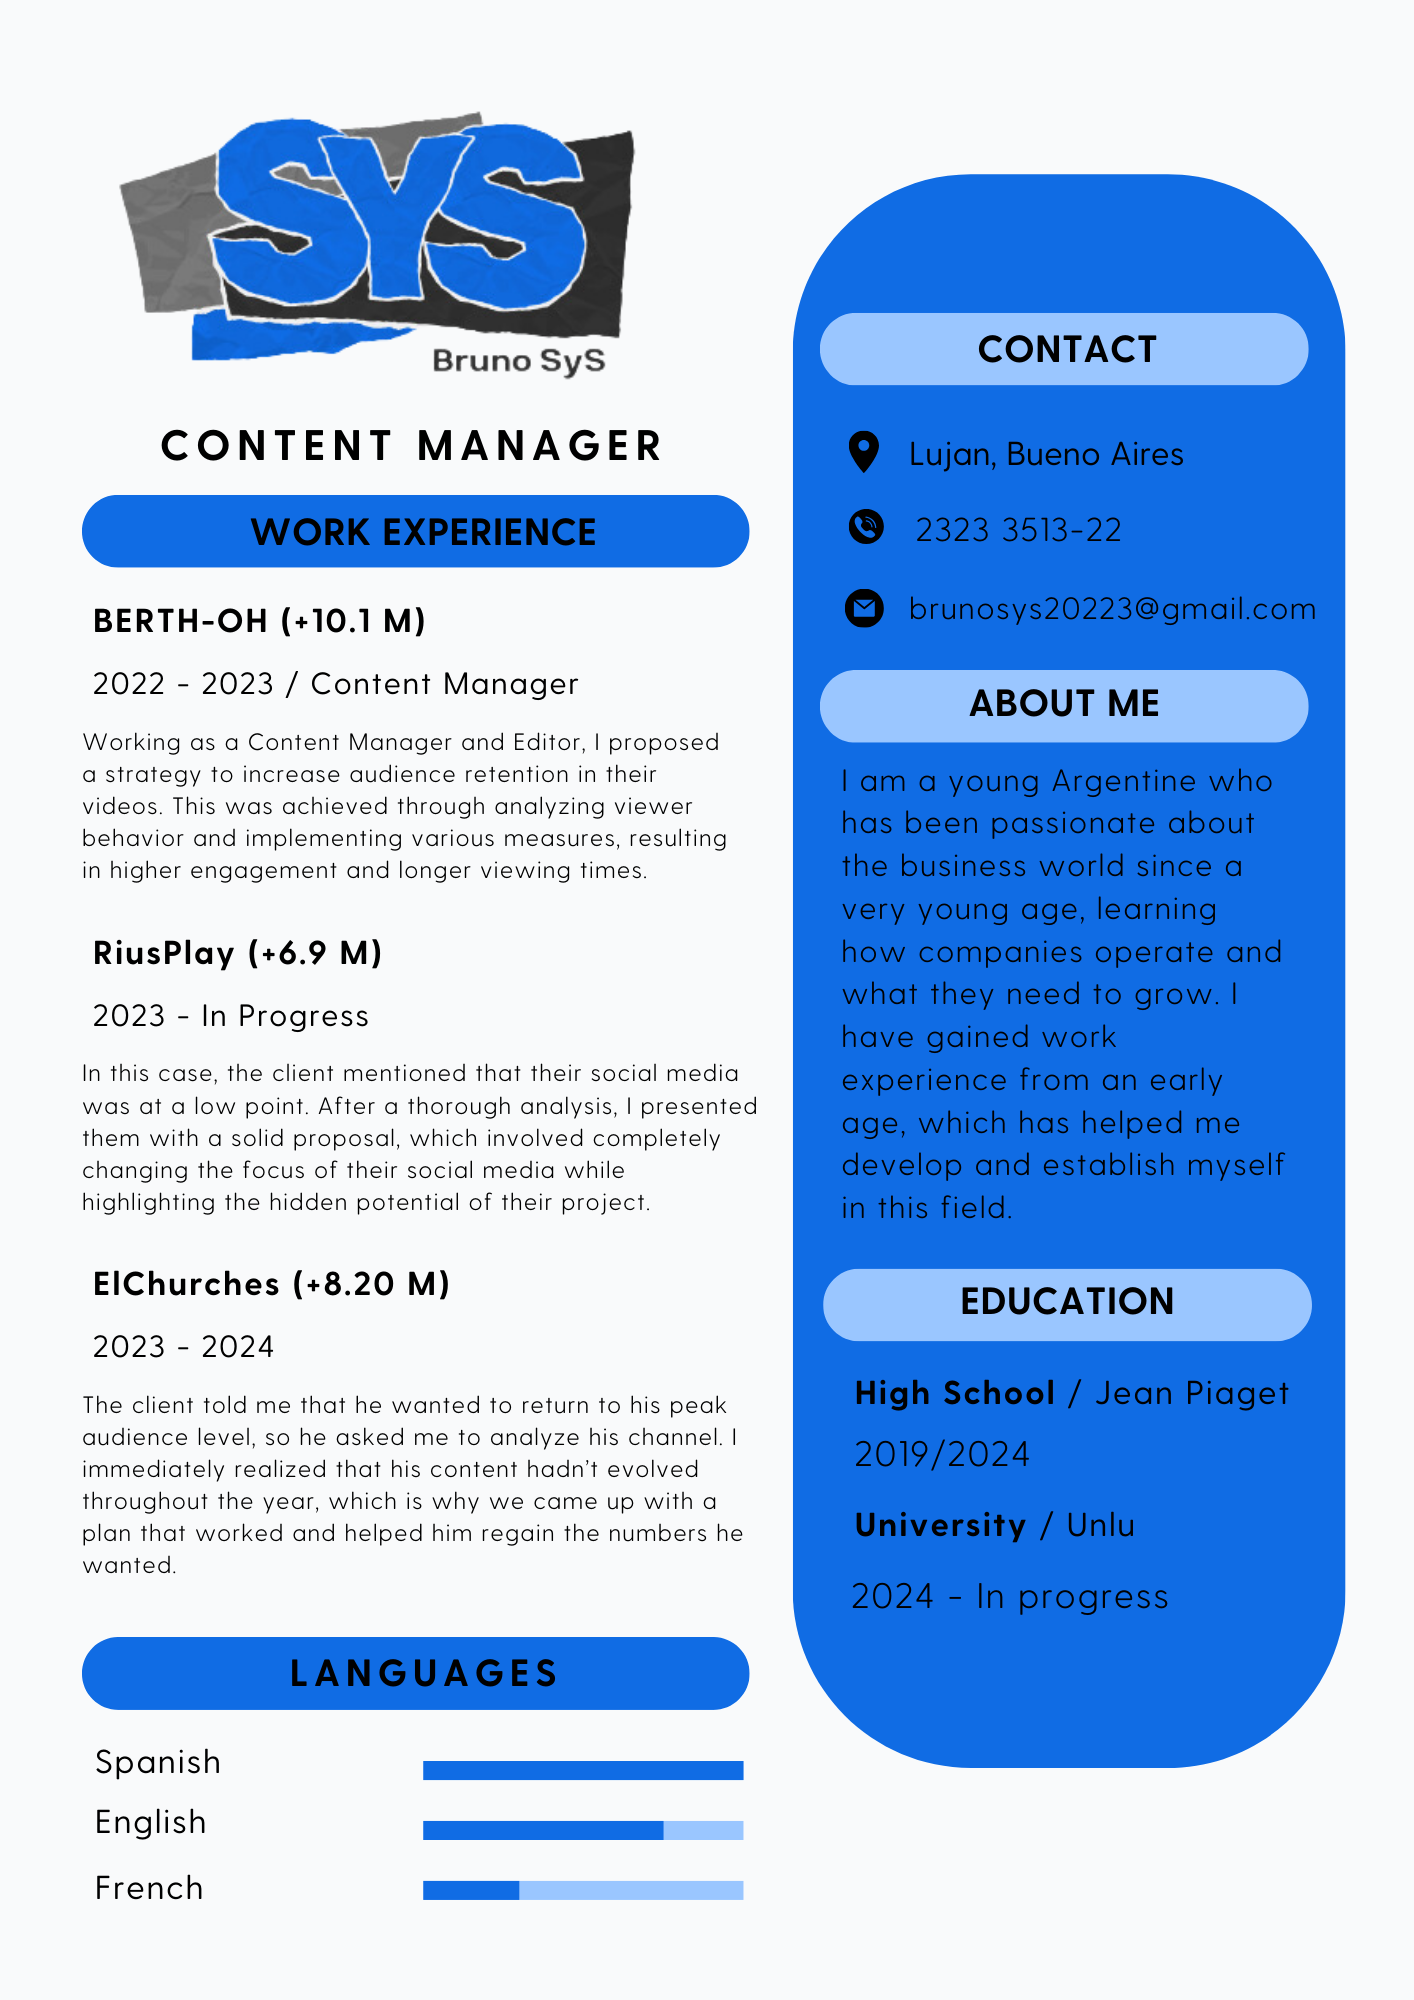 SYS
Bruno SyS
CONTENT MANAGER
WORK EXPERIENCE
BERTH-OH (+10.1 M)
2022 - 2023 / Content Manager
Working as a Content Manager and Editor, I proposed
a strategy to increase audience retention in their
videos. This was achieved through analyzing viewer
behavior and implementing various measures, resulting
in higher engagement and longer viewing times.
RiusPlay (+6.9 M)
2023 - In Progress
In this case, the client mentioned that their social media
was at a low point. After a thorough analysis, I presented
them with a solid proposal, which involved completely
changing the focus of their social media while
highlighting the hidden potential of their project.
ElChurches (+8.20 M)
2023 - 2024
The client told me that he wanted to return to his peak
audience level, so he asked me to analyze his channel. I
immediately realized that his content hadn't evolved
throughout the year, which is why we came up with a
plan that worked and helped him regain the numbers he
wanted.
LANGUAGES
Spanish
English
French
CONTACT
Lujan, Bueno Aires
2323 3513-22
brunosys20223@gmail.com
ABOUT ME
I am a young Argentine who
has been passionate about
the business world since a
very young age, learning
how companies operate and
what they need to grow. I
have gained work
experience from an early
age, which has helped me
develop and establish myself
in this field.
EDUCATION
High School / Jean Piaget
2019/2024
University / Unlu
2024 - In progress